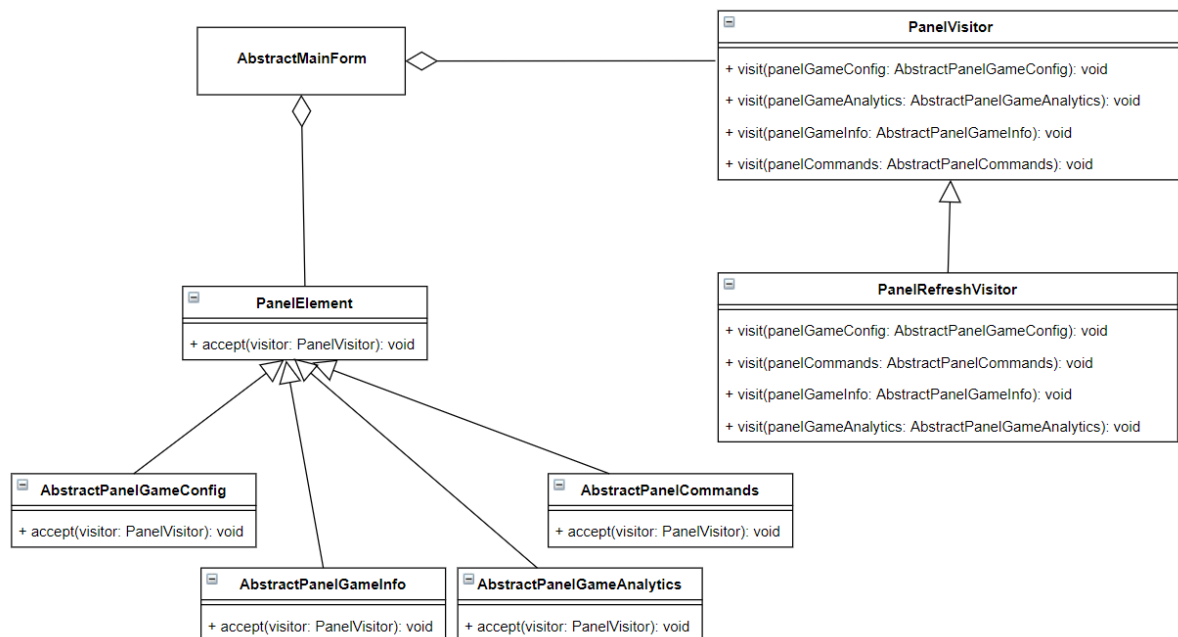 AbstractMainForm
PanelVisitor
+ visit(panelGameConfig: AbstractPanelGameConfig): void
+ visit(panelGameAnalytics: AbstractPanelGameAnalytics): void
+ visit(panelGameInfo: AbstractPanelGameInfo): void
+ visit(panelCommands: AbstractPanelCommands): void
PanelElement
+ accept(visitor: PanelVisitor): void
PanelRefreshVisitor
+ visit(panelGameConfig: AbstractPanelGameConfig): void
+ visit(panelCommands: AbstractPanelCommands): void
+ visit(panelGameInfo: AbstractPanelGameInfo): void
+ visit(panelGameAnalytics: AbstractPanelGameAnalytics): void
AbstractPanelGameConfig
+ accept(visitor: PanelVisitor): void
AbstractPanelCommands
+ accept(visitor: PanelVisitor): void
AbstractPanelGameInfo
+ accept(visitor: PanelVisitor): void
AbstractPanelGameAnalytics
+ accept(visitor: PanelVisitor): void